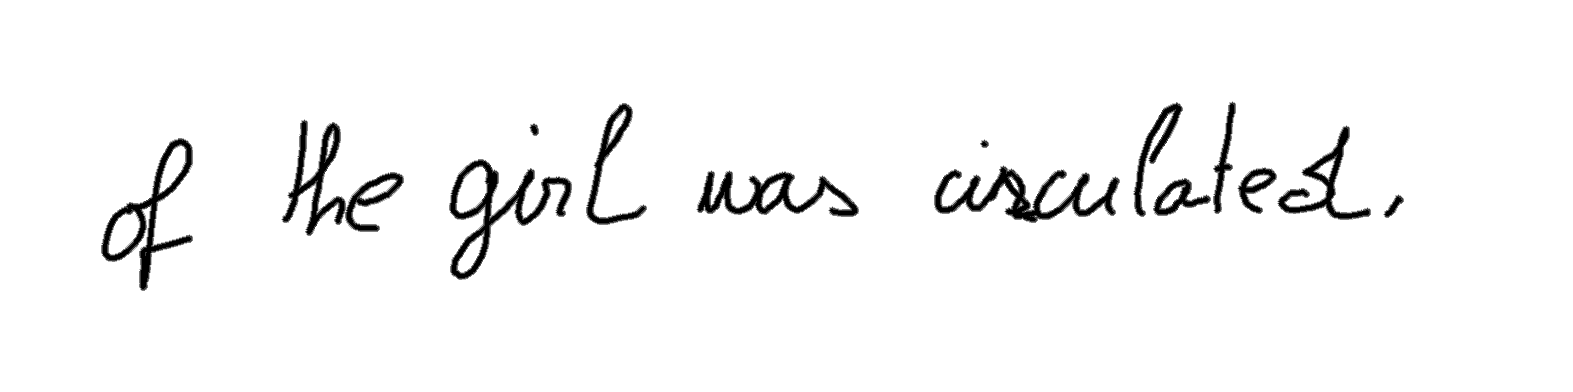 of the girl was circulated,